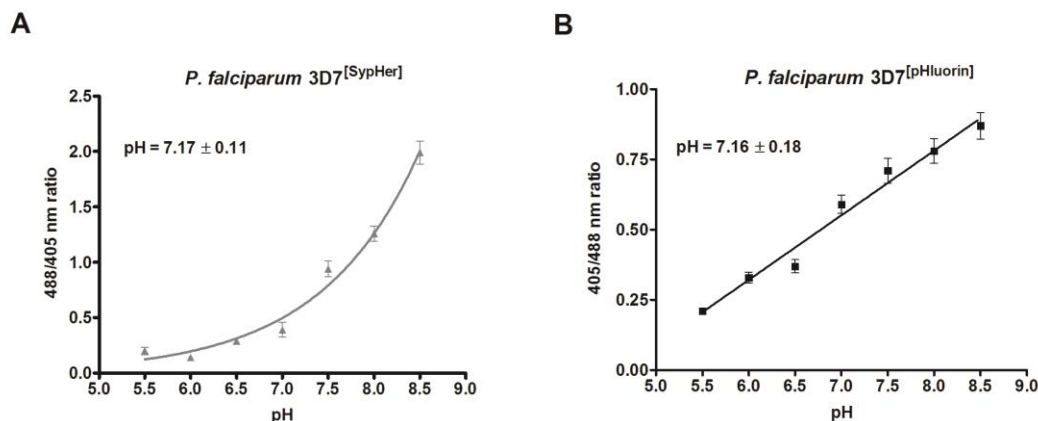 A
P. falciparum 3D7[SypHer]
pH = 7.17 ± 0.11
488/405 nm ratio
2.5
2.0
1.5
1.0
0.5
0.0
5.0 5.5 6.0 6.5 7.0 7.5 8.0 8.5 9.0
pH
B
P. falciparum 3D7[pHluorin]
pH = 7.16 ± 0.18
405/488 nm ratio
1.00
0.75
0.50
0.25
0.00
5.0 5.5 6.0 6.5 7.0 7.5 8.0 8.5 9.0
pH